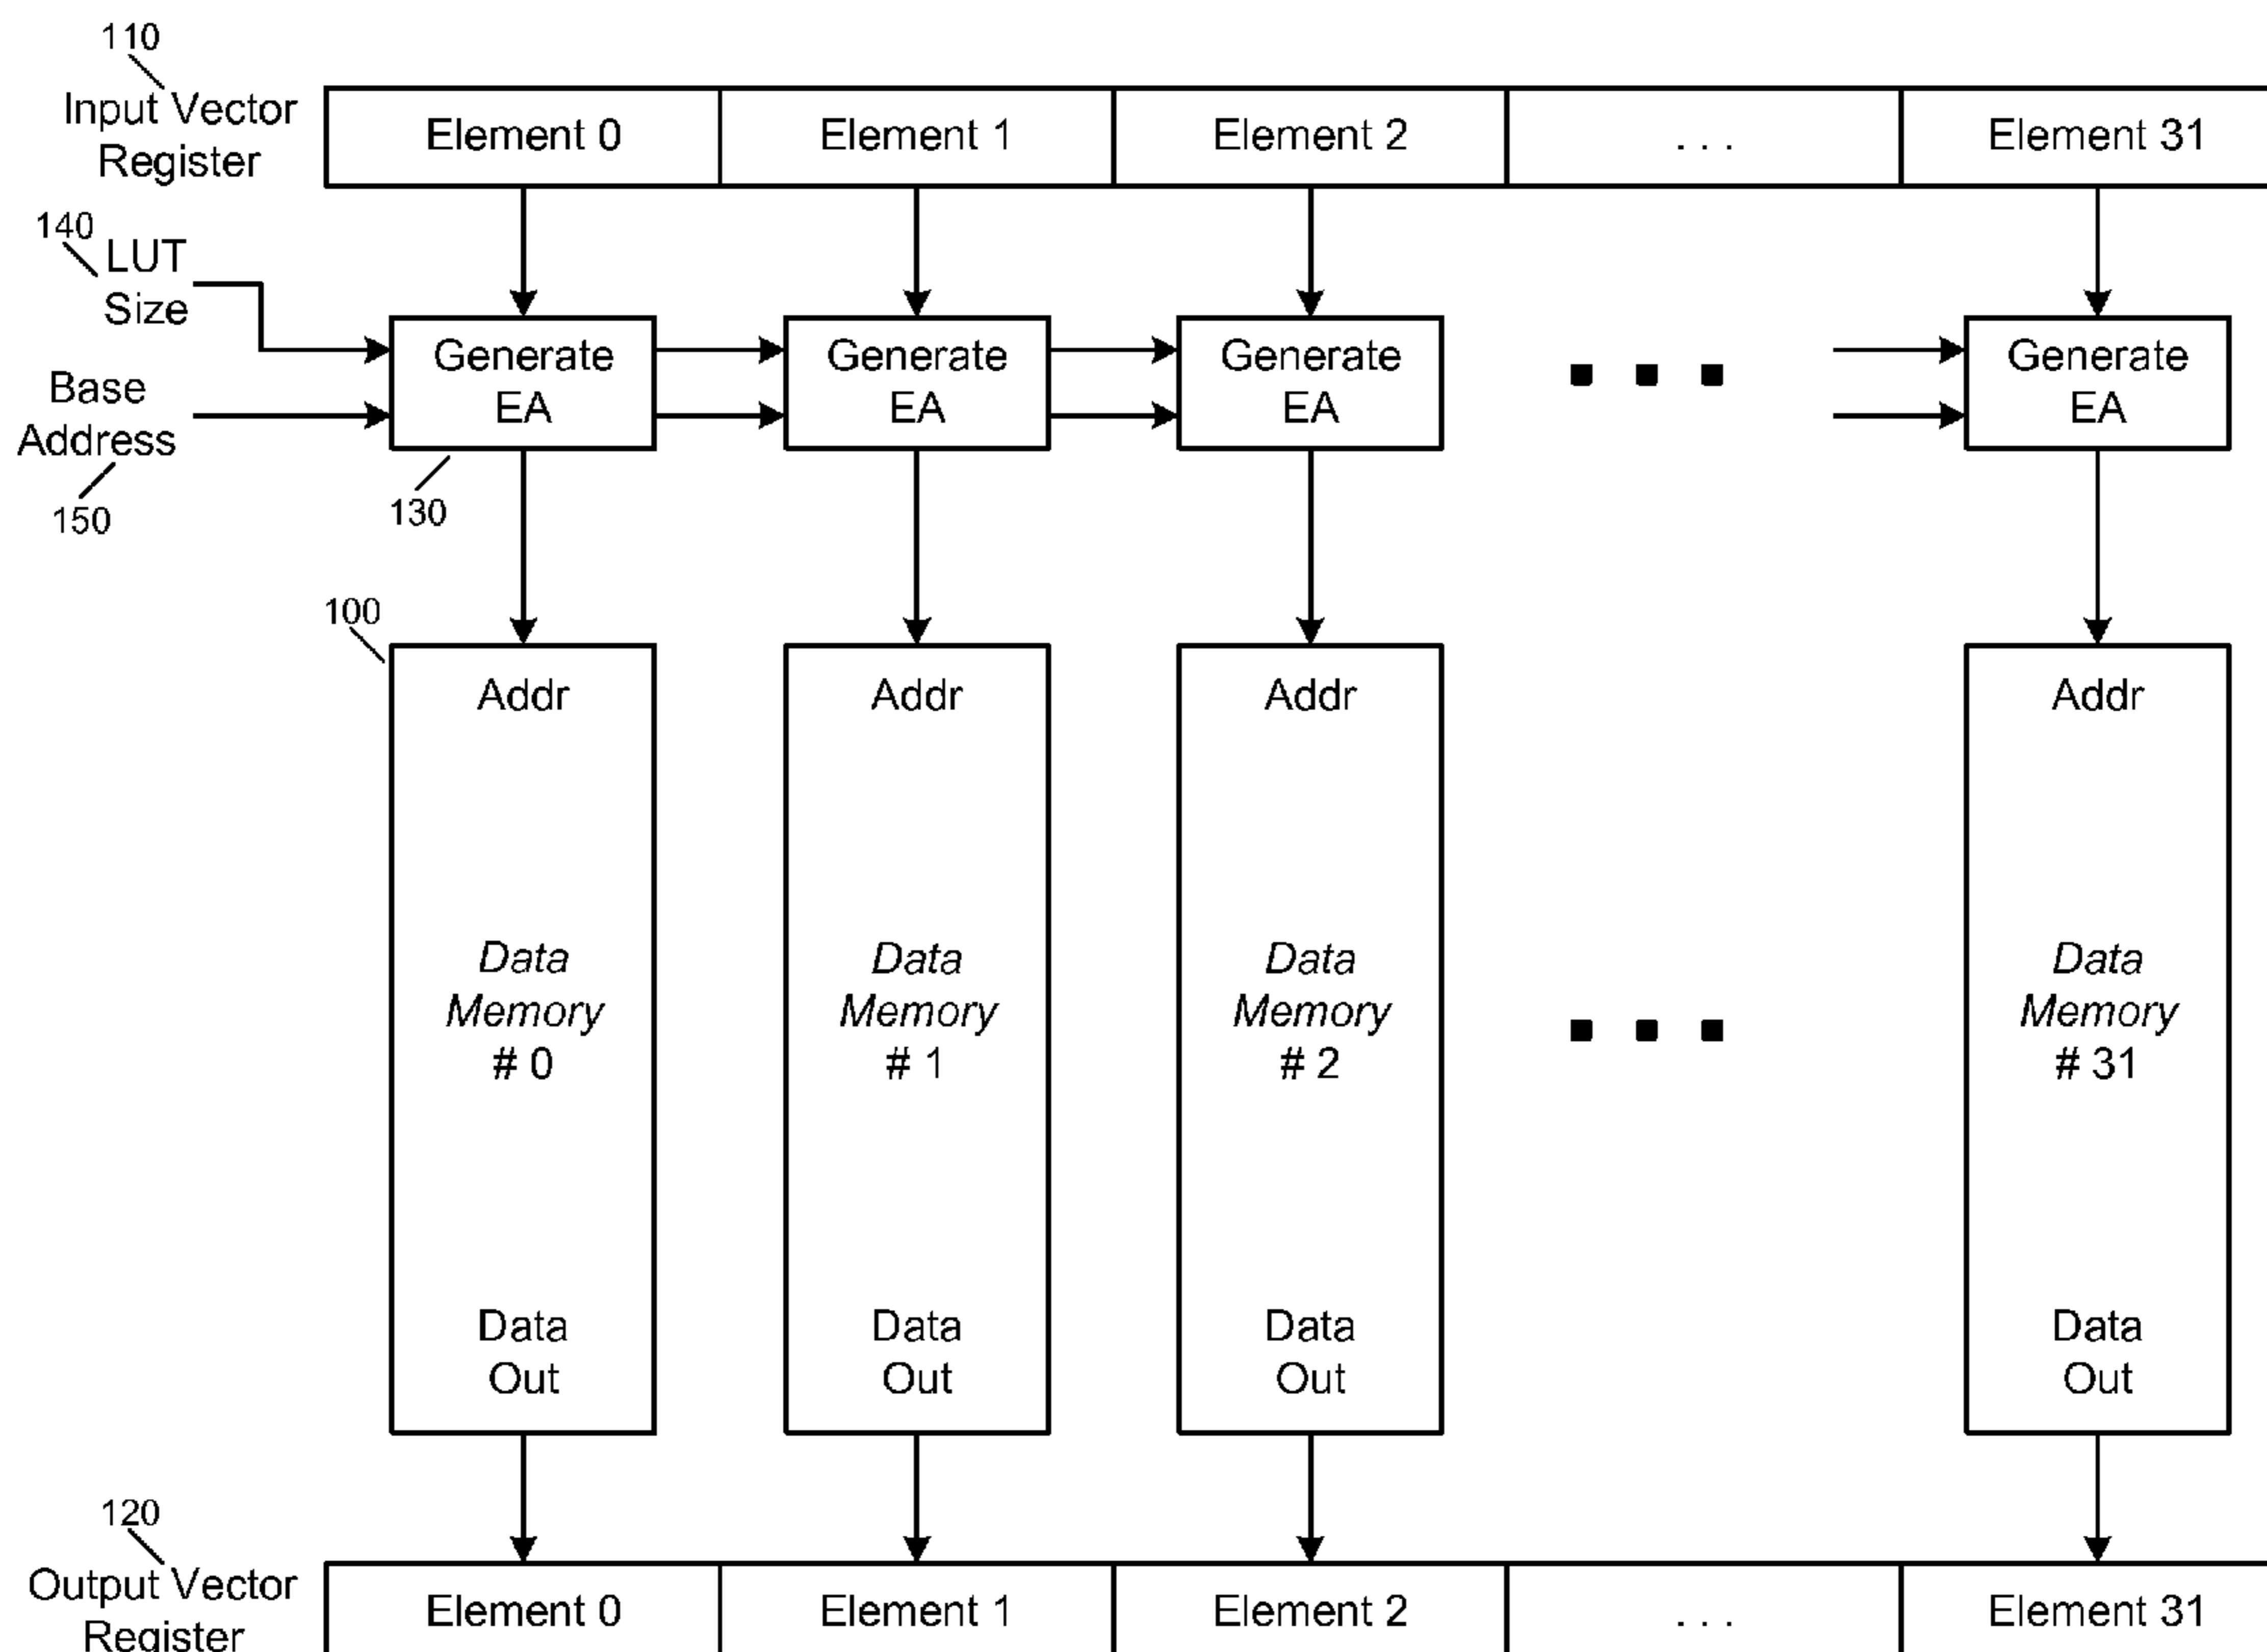 110
Input Vector
Register
Element 0
Element 1
Element 2
. . .
Element 31
140
LUT
Size
Base
Address
150
Generate
EA
Generate
EA
Generate
EA
Generate
EA
130
100
Addr
Addr
Addr
Addr
Data
Memory
# 0
Data
Memory
# 1
Data
Memory
# 2
Data
Memory
# 31
Data
Out
Data
Out
Data
Out
Data
Out
120
Output Vector
Register
Element 0
Element 1
Element 2
. . .
Element 31